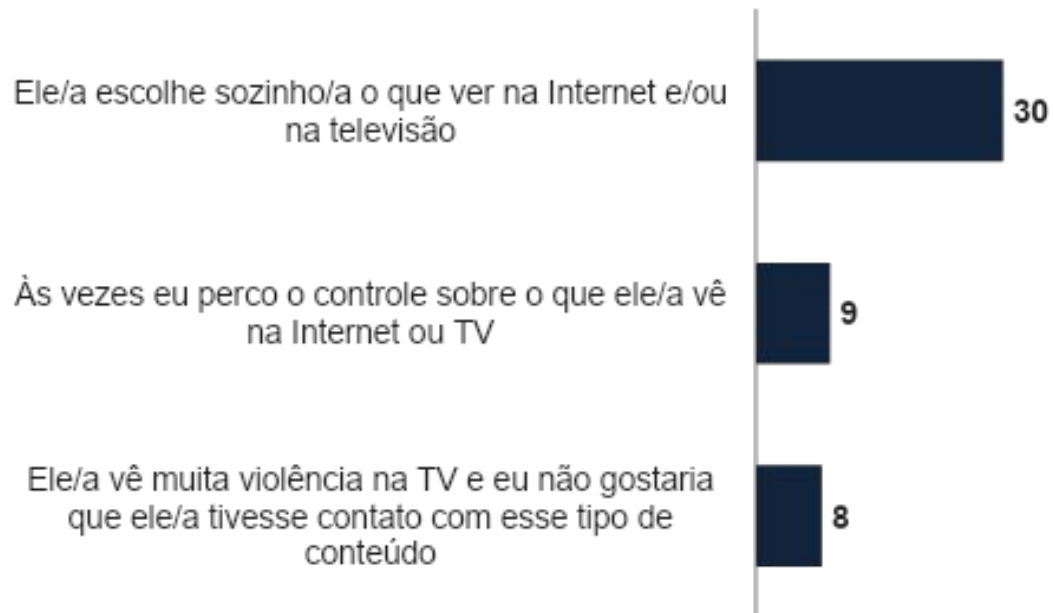 Ele/a escolhe sozinho/a o que ver na Internet e/ou
na televisão
30
Às vezes eu perco o controle sobre o que ele/a vê
na Internet ou TV
9
Ele/a vê muita violência na TV e eu não gostaria
que ele/a tivesse contato com esse tipo de
conteúdo
8